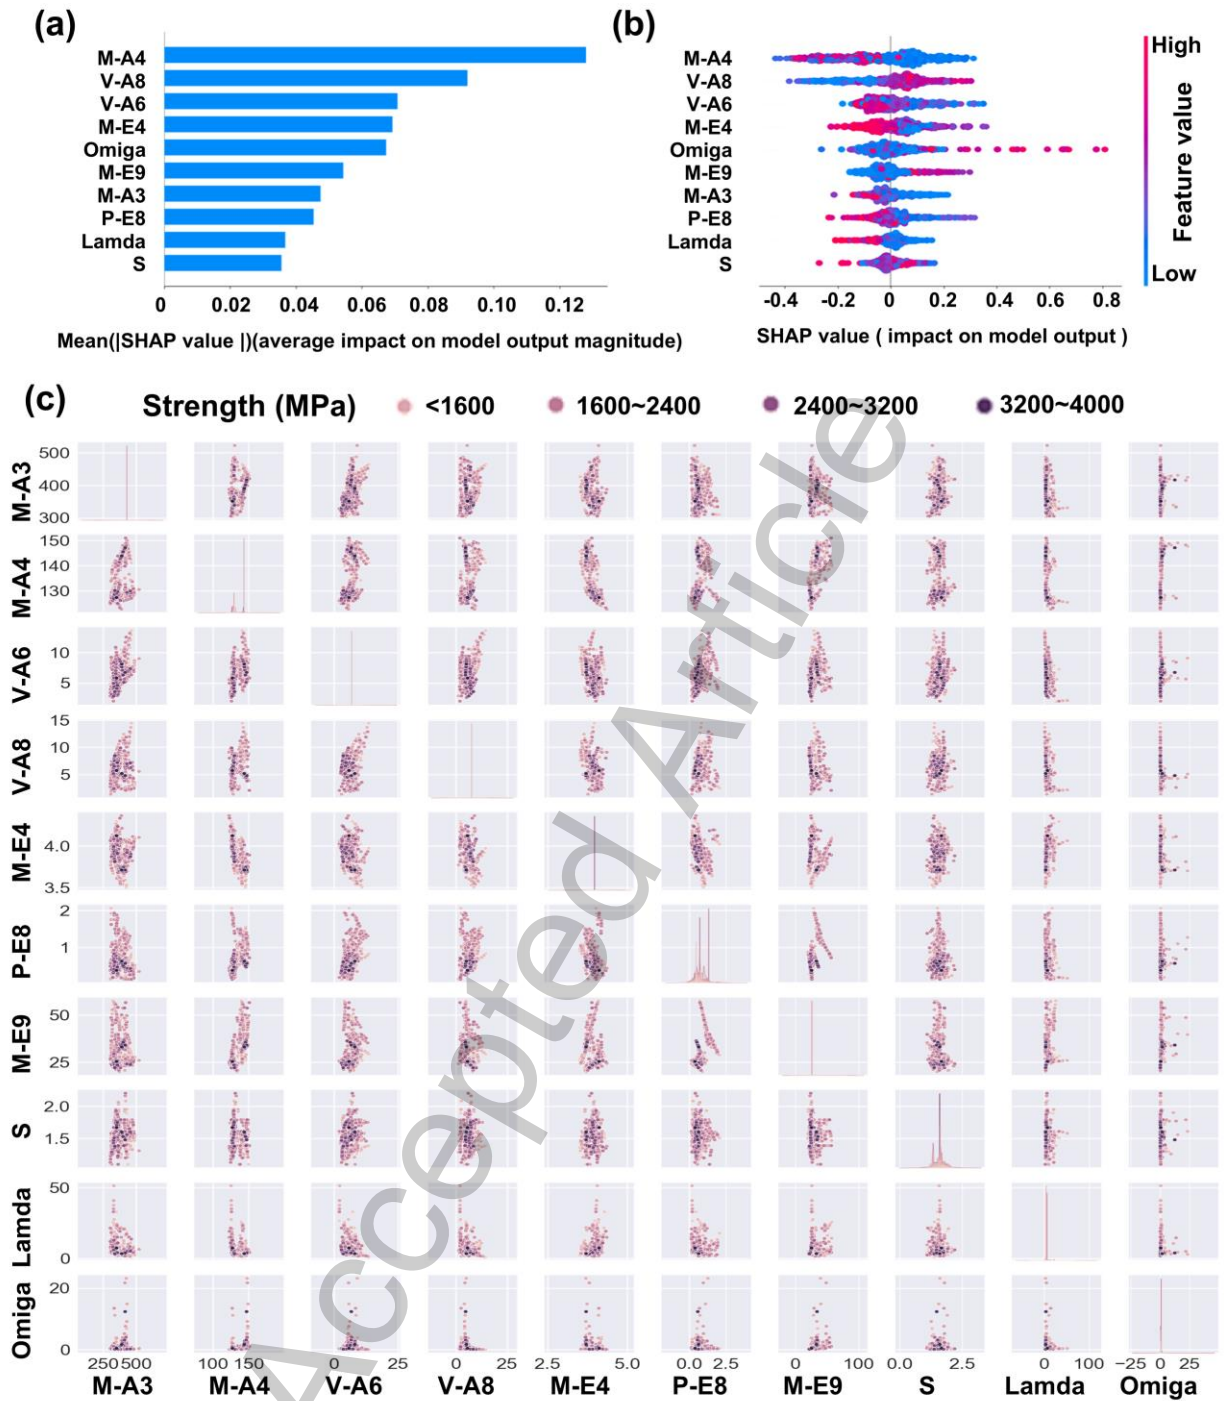 (a)
M-A4
V-A8
V-A6
M-E4
Omiga
M-E9
M-A3
P-E8
Lamda
S
0 0.02 0.04 0.06 0.08 0.10 0.12
Mean(|SHAP value |)(average impact on model output magnitude)
(b)
M-A4
V-A8
V-A6
M-E4
Omiga
M-E9
M-A3
P-E8
Lamda
S
-0.4 -0.2 0 0.2 0.4 0.6 0.8
SHAP value ( impact on model output )
High
Feature value
Low
(c)
Strength (MPa) <1600 1600~2400 2400~3200 3200~4000
M-A3
500
400
300
M-A4
150
140
130
V-A6
10
5
V-A8
15
10
5
M-E4
4.0
3.5
P-E8
2
1
M-E9
50
25
S
2.0
1.5
Lamda
50
0
Omiga
20
0
250 500 100 150 0 25 0 25 2.5 5.0 0.0 2.5 0 100 0.0 2.5 0 100 −25 0 25
M-A3 M-A4 V-A6 V-A8 M-E4 P-E8 M-E9 S Lamda Omiga
Accepted Article